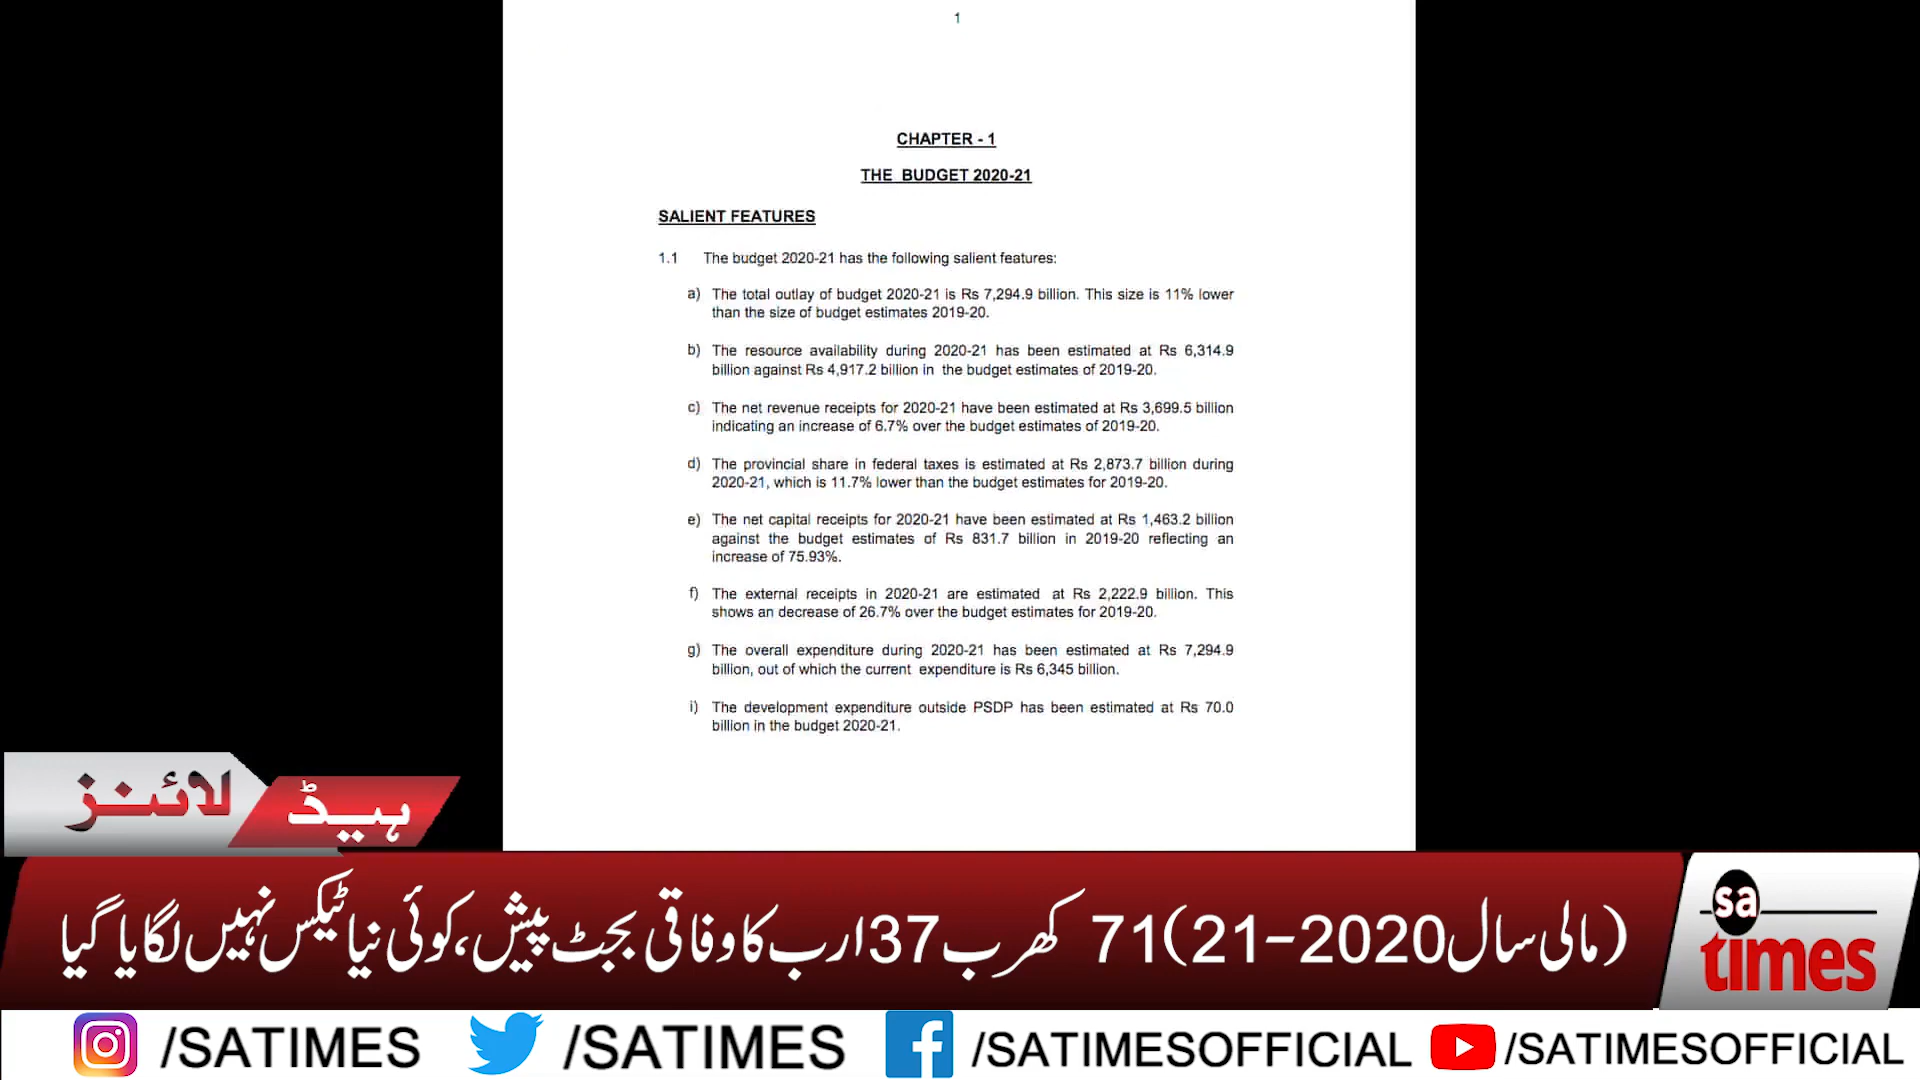 1
CHAPTER - 1
THE BUDGET 2020-21
SALIENT FEATURES
1.1 The budget 2020-21 has the following salient features:
a) The total outlay of budget 2020-21 is Rs 7,294.9 billion. This size is 11% lower
than the size of budget estimates 2019-20.
b) The resource availability during 2020-21 has been estimated at Rs 6,314.9
billion against Rs 4,917.2 billion in the budget estimates of 2019-20.
c) The net revenue receipts for 2020-21 have been estimated at Rs 3,699.5 billion
indicating an increase of 6.7% over the budget estimates of 2019-20.
d) The provincial share in federal taxes is estimated at Rs 2,873.7 billion during
2020-21, which is 11.7% lower than the budget estimates for 2019-20.
e) The net capital receipts for 2020-21 have been estimated at Rs 1,463.2 billion
against the budget estimates of Rs 831.7 billion in 2019-20 reflecting an
increase of 75.93%.
f) The external receipts in 2020-21 are estimated at Rs 2,222.9 billion. This
shows an decrease of 26.7% over the budget estimates for 2019-20.
g) The overall expenditure during 2020-21 has been estimated at Rs 7,294.9
billion, out of which the current expenditure is Rs 6,345 billion.
i) The development expenditure outside PSDP has been estimated at Rs 70.0
billion in the budget 2020-21.
ہیڈ لائنز
(مالی سال 2020-21) 71 کھرب 37 ارب کا وفاقی بجٹ پیش، کوئی نیا ٹیکس نہیں لگایا گیا
sa
times
/SATIMES /SATIMES /SATIMESOFFICIAL /SATIMESOFFICIAL